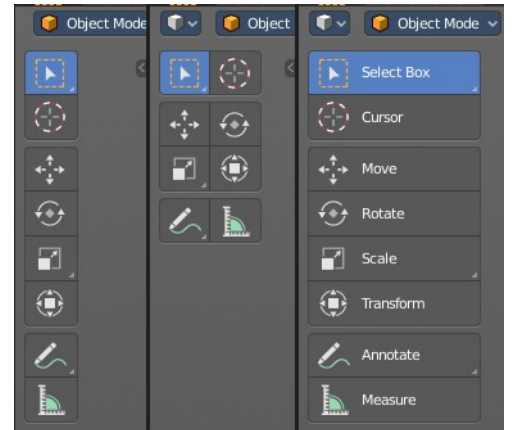 Object Mode
Object
Object Mode
Select Box
Cursor
Move
Rotate
Scale
Transform
Annotate
Measure